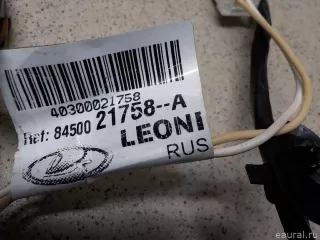 40300021758
Ref: 84500 21758--A
LEONI
RUS
eaural.ru